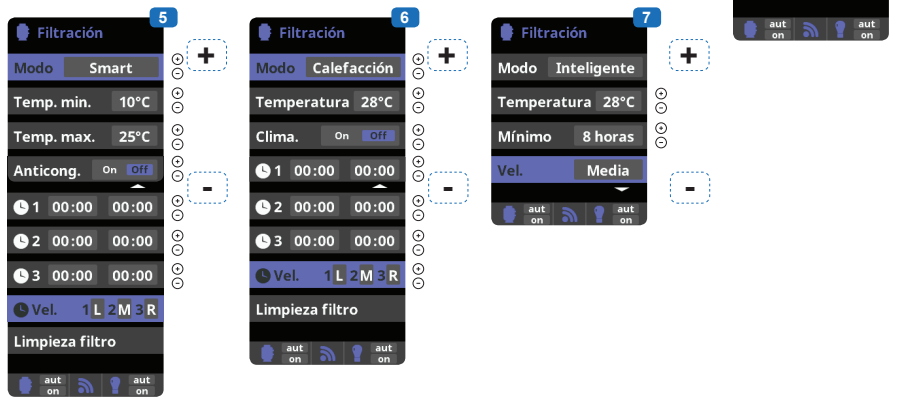 5
Filtración
Modo Smart
Temp. min. 10°C
Temp. max. 25°C
Anticong. On Off
1 00:00 00:00
2 00:00 00:00
3 00:00 00:00
Vel. 1 L 2 M 3 R
Limpieza filtro
aut on aut on
+
-
6
Filtración
Modo Calefacción
Temperatura 28°C
Clima. On Off
1 00:00 00:00
2 00:00 00:00
3 00:00 00:00
Vel. 1 L 2 M 3 R
Limpieza filtro
aut on aut on
+
-
7
Filtración
Modo Inteligente
Temperatura 28°C
Mínimo 8 horas
Vel. Media
aut on aut on
+
-
aut on aut on